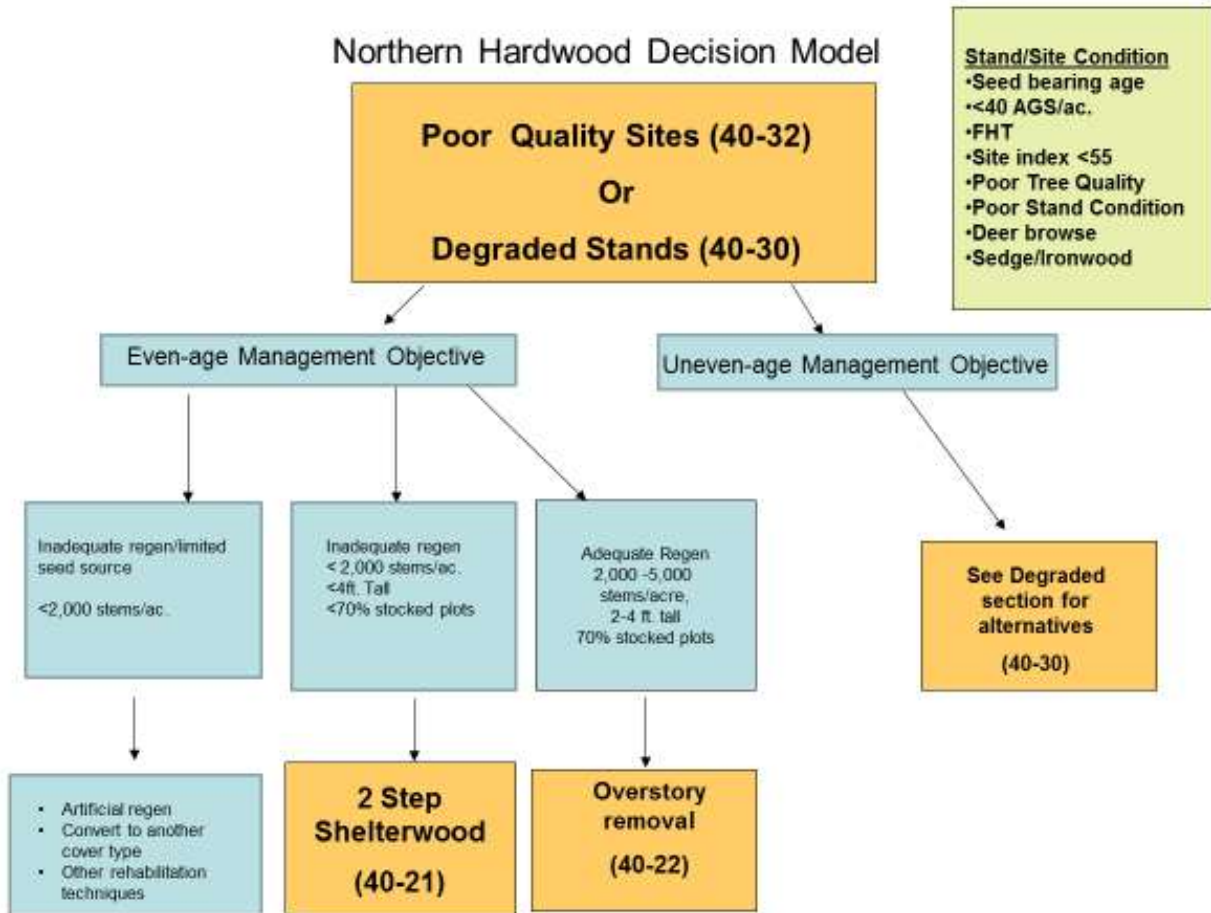 Northern Hardwood Decision Model
Poor Quality Sites (40-32)
Or
Degraded Stands (40-30)
Stand/Site Condition
•Seed bearing age
•<40 AGS/ac.
•FHT
•Site index <55
•Poor Tree Quality
•Poor Stand Condition
•Deer browse
•Sedge/Ironwood
Even-age Management Objective
Uneven-age Management Objective
Inadequate regen/limited
seed source
<2,000 stems/ac.
Inadequate regen
< 2,000 stems/ac.
<4ft. Tall
<70% stocked plots
Adequate Regen
2,000 -5,000
stems/acre,
2-4 ft. tall
70% stocked plots
See Degraded
section for
alternatives
(40-30)
• Artificial regen
• Convert to another
cover type
• Other rehabilitation
techniques
2 Step
Shelterwood
(40-21)
Overstory
removal
(40-22)